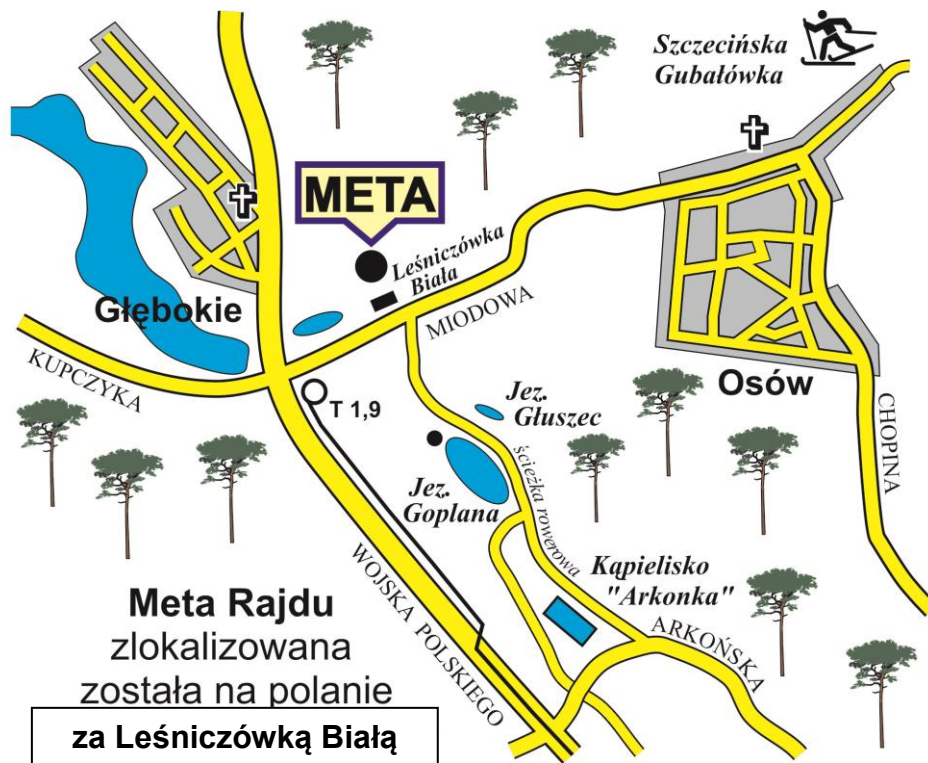 Szczecińska
Gubałówka
META
Leśniczówka
Biała
Głębokie
MIODOWA
KUPCZYKA
T 1,9
Osów
CHOPINA
Jez.
Głuszec
ścieżka rowerowa
Jez.
Goplana
Kąpielisko
"Arkonka"
ARKOŃSKA
WOJSKA POLSKIEGO
Meta Rajdu
zlokalizowana
została na polanie
za Leśniczówką Białą